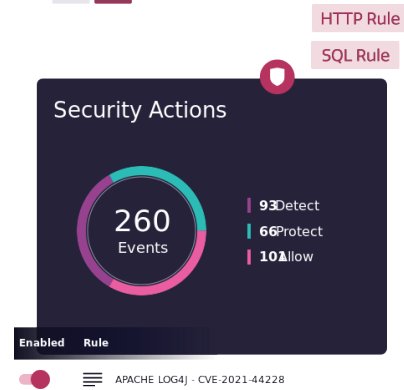 HTTP Rule
SQL Rule
Security Actions
260
Events
93 Detect
66 Protect
101 Allow
Enabled Rule
APACHE LOG4J - CVE-2021-44228